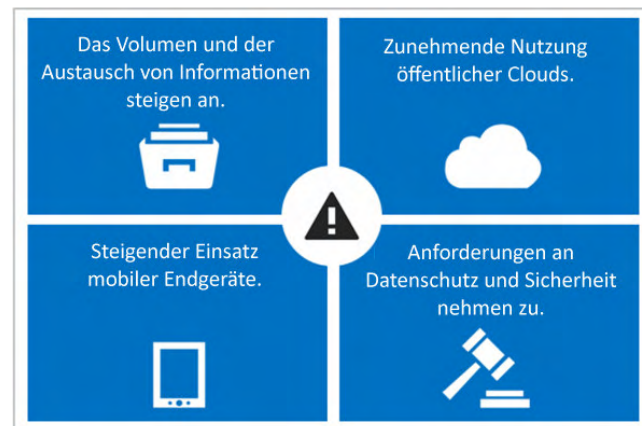 Das Volumen und der
Austausch von Informationen
steigen an.
Zunehmende Nutzung
öffentlicher Clouds.
Steigender Einsatz
mobiler Endgeräte.
Anforderungen an
Datenschutz und Sicherheit
nehmen zu.